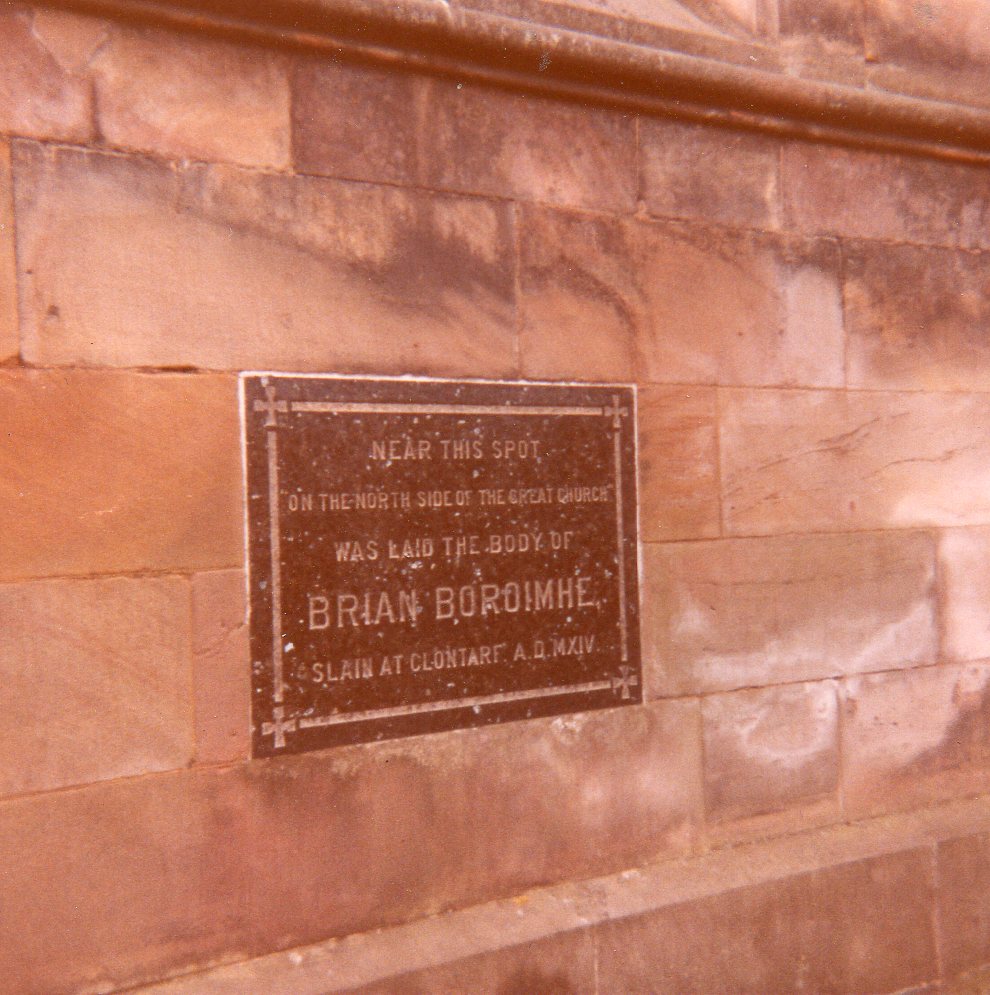 NEAR THIS SPOT
"ON THE NORTH SIDE OF THE GREAT CHURCH"
WAS LAID THE BODY OF
BRIAN BOROIMHE,
SLAIN AT CLONTARF, A.D. MXIV.